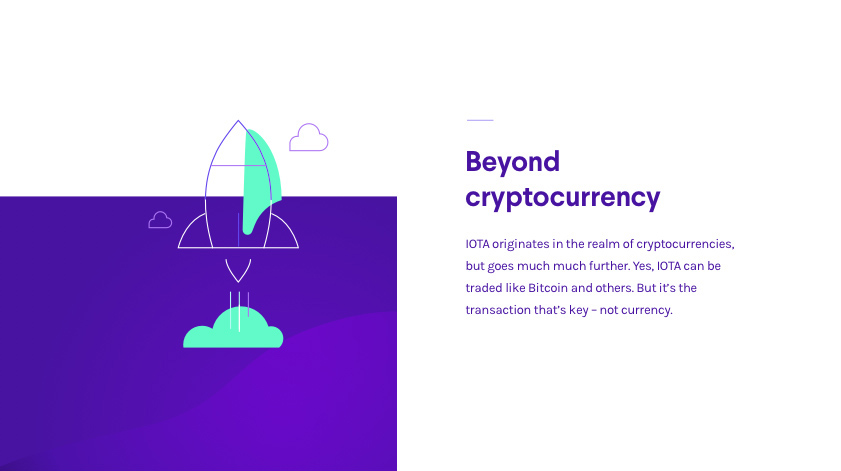 Beyond
cryptocurrency
IOTA originates in the realm of cryptocurrencies,
but goes much much further. Yes, IOTA can be
traded like Bitcoin and others. But it's the
transaction that's key – not currency.